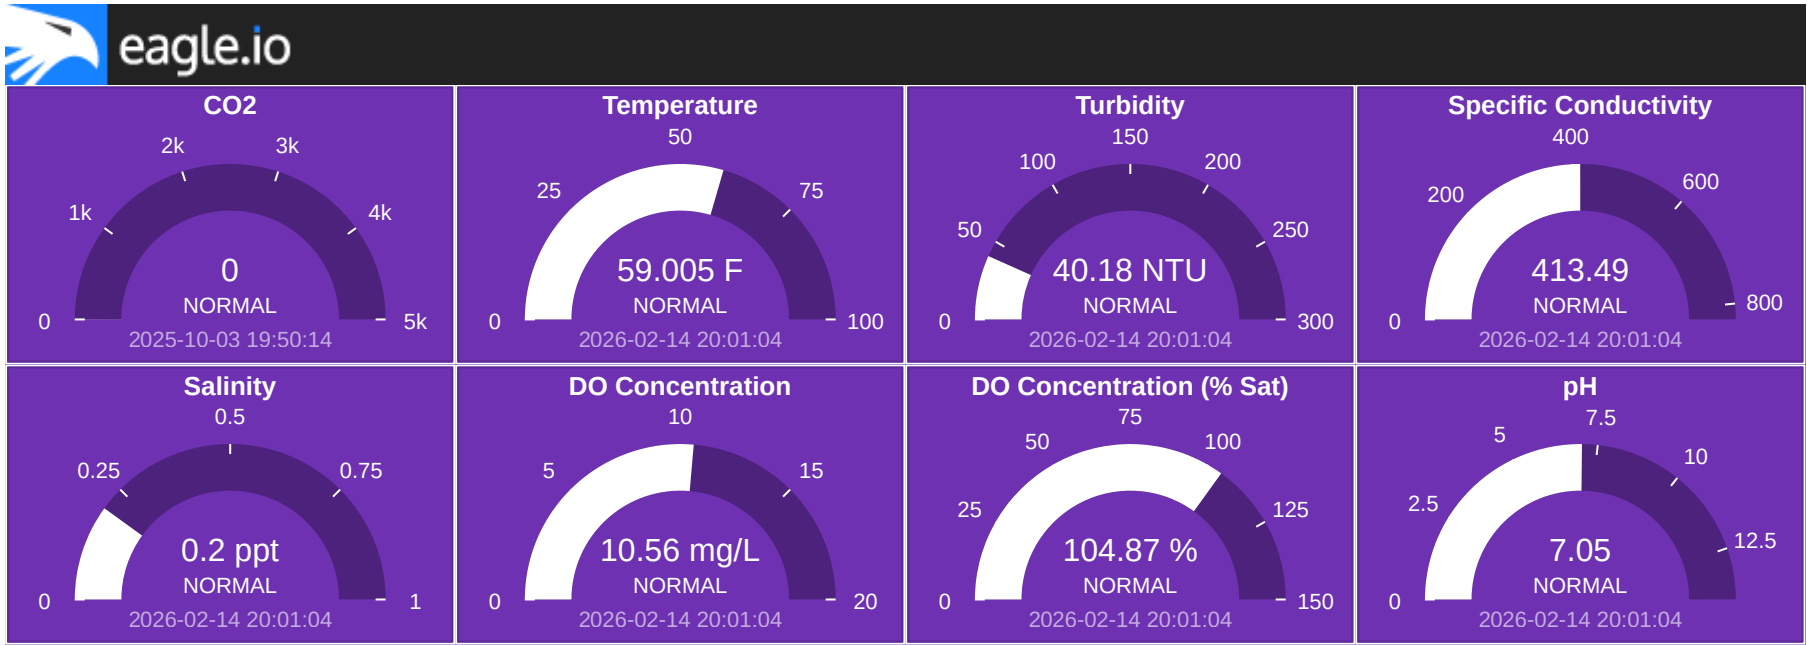 eagle.io
CO2
2k
3k
1k
4k
0
NORMAL
0
5k
2025-10-03 19:50:14
Temperature
50
25
75
59.005 F
NORMAL
0
100
2026-02-14 20:01:04
Turbidity
150
100
200
50
250
40.18 NTU
NORMAL
0
300
2026-02-14 20:01:04
Specific Conductivity
400
200
600
413.49
NORMAL
800
0
2026-02-14 20:01:04
Salinity
0.5
0.25
0.75
0.2 ppt
NORMAL
0
1
2026-02-14 20:01:04
DO Concentration
10
5
15
10.56 mg/L
NORMAL
0
20
2026-02-14 20:01:04
DO Concentration (% Sat)
75
50
100
25
125
104.87 %
NORMAL
0
150
2026-02-14 20:01:04
pH
7.5
5
10
2.5
12.5
7.05
NORMAL
0
2026-02-14 20:01:04